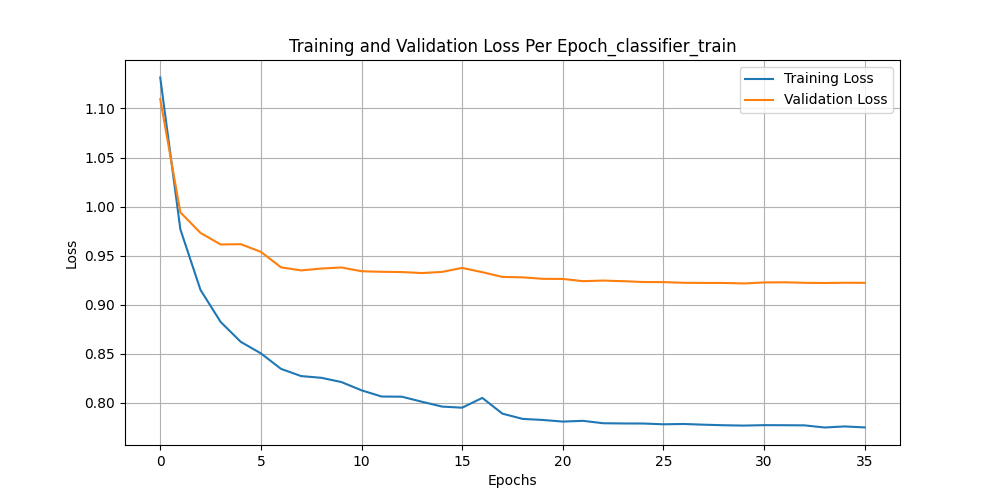 Training and Validation Loss Per Epoch_classifier_train
Training Loss
Validation Loss
1.10
1.05
1.00
0.95
0.90
0.85
0.80
Loss
0 5 10 15 20 25 30 35
Epochs